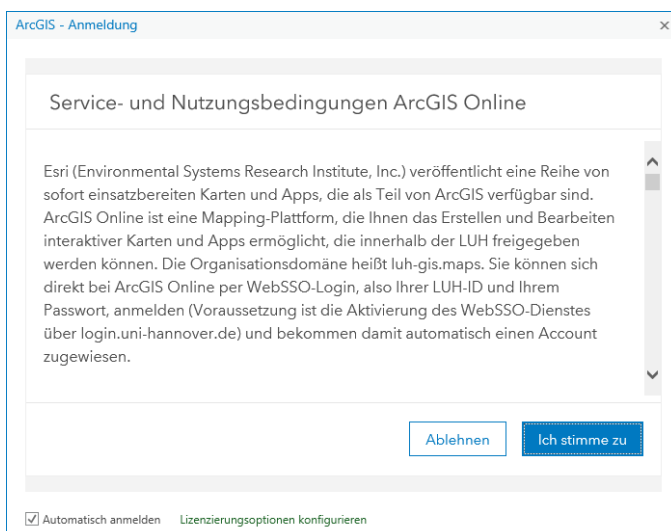 ArcGIS - Anmeldung
Service- und Nutzungsbedingungen ArcGIS Online
Esri (Environmental Systems Research Institute, Inc.) veröffentlicht eine Reihe von
sofort einsatzbereiten Karten und Apps, die als Teil von ArcGIS verfügbar sind.
ArcGIS Online ist eine Mapping-Plattform, die Ihnen das Erstellen und Bearbeiten
interaktiver Karten und Apps ermöglicht, die innerhalb der LUH freigegeben
werden können. Die Organisationsdomäne heißt luh-gis.maps. Sie können sich
direkt bei ArcGIS Online per WebSSO-Login, also Ihrer LUH-ID und Ihrem
Passwort, anmelden (Voraussetzung ist die Aktivierung des WebSSO-Dienstes
über login.uni-hannover.de) und bekommen damit automatisch einen Account
zugewiesen.
Ablehnen Ich stimme zu
Automatisch anmelden Lizenzierungsoptionen konfigurieren